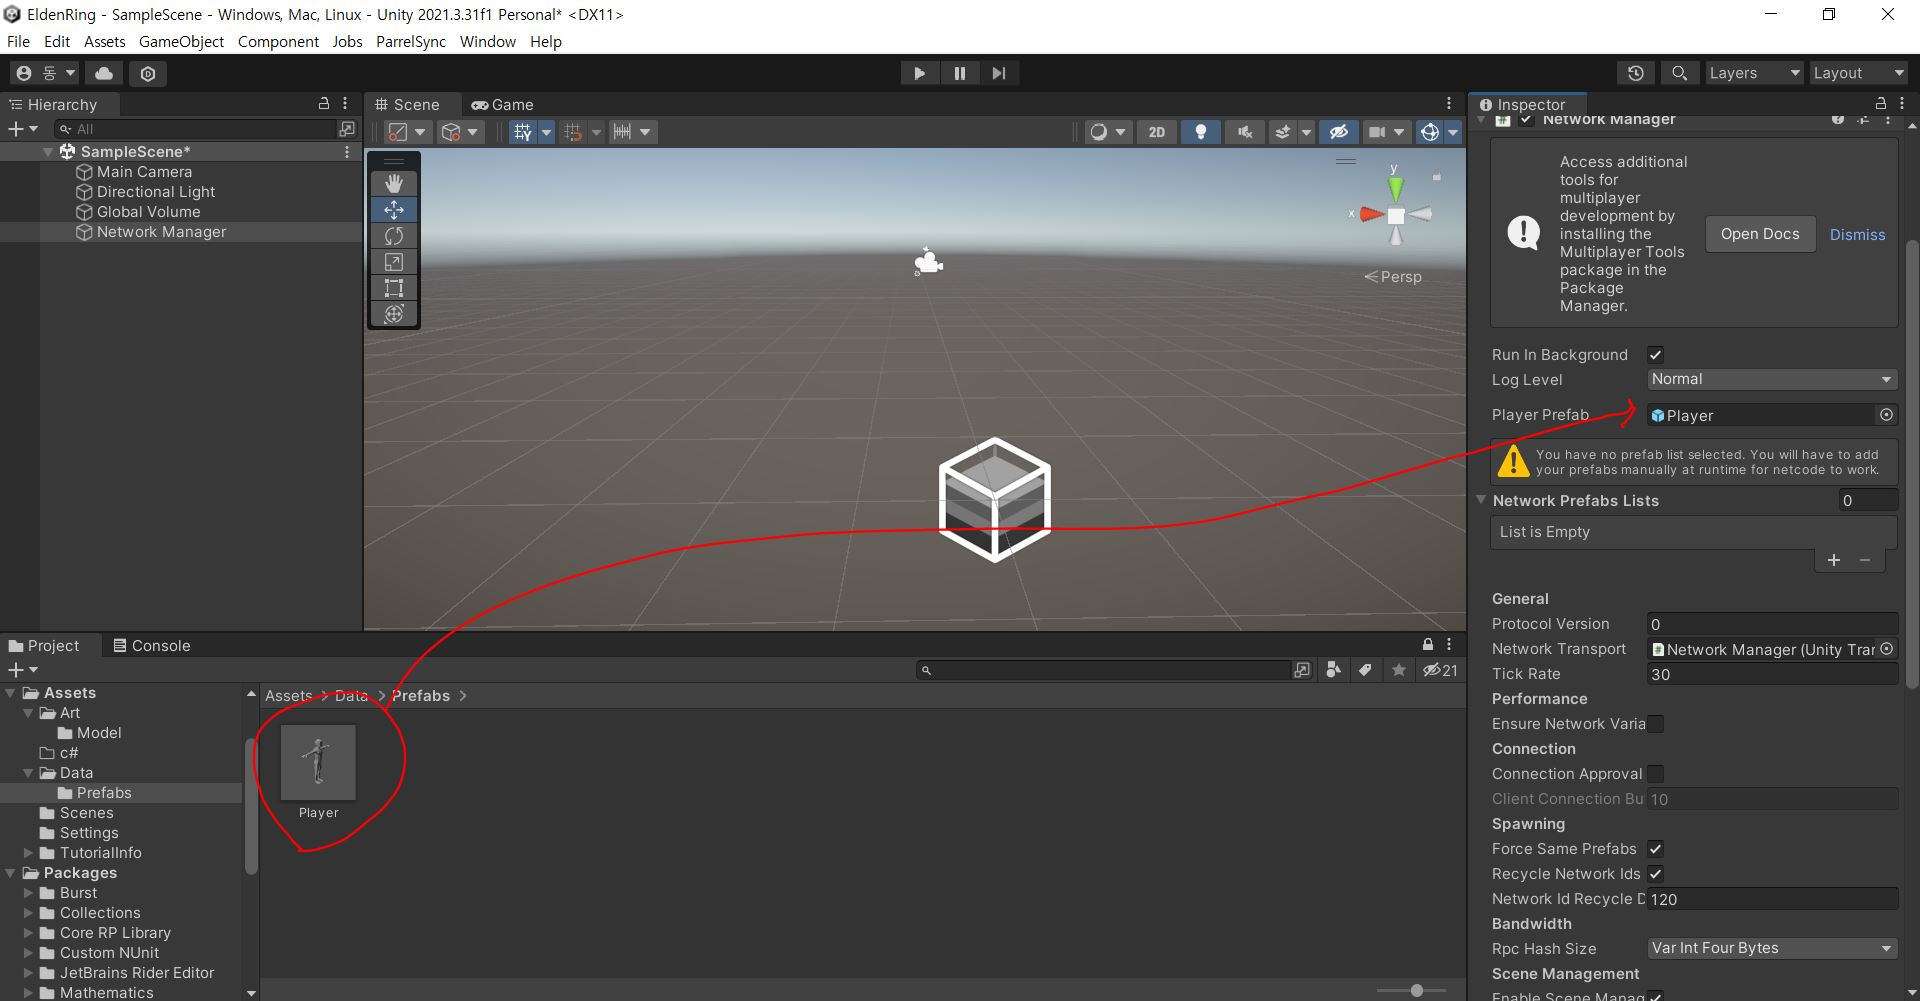 EldenRing - SampleScene - Windows, Mac, Linux - Unity 2021.3.31f1 Personal* <DX11>
File Edit Assets GameObject Component Jobs ParrelSync Window Help
동
Layers
Layout
Hierarchy
All
SampleScene*
Main Camera
Directional Light
Global Volume
Network Manager
Scene
Game
2D
y
x
Persp
Inspector
Network Manager
Access additional
tools for
multiplayer
development by
installing the
Multiplayer Tools
package in the
Package
Manager.
Open Docs
Dismiss
Run In Background
Log Level Normal
Player Prefab Player
You have no prefab list selected. You will have to add
your prefabs manually at runtime for netcode to work.
Network Prefabs Lists 0
List is Empty
General
Protocol Version 0
Network Transport Network Manager (Unity Trar
Tick Rate 30
Performance
Ensure Network Varia
Connection
Connection Approval
Client Connection Bu 10
Spawning
Force Same Prefabs
Recycle Network Ids
Network Id Recycle D 120
Bandwidth
Rpc Hash Size Var Int Four Bytes
Scene Management
Enable Scene Manag
Project
Console
21
Assets
Art
Model
c#
Data
Prefabs
Scenes
Settings
TutorialInfo
Packages
Burst
Collections
Core RP Library
Custom NUnit
JetBrains Rider Editor
Mathematics
Assets > Data > Prefabs >
Player